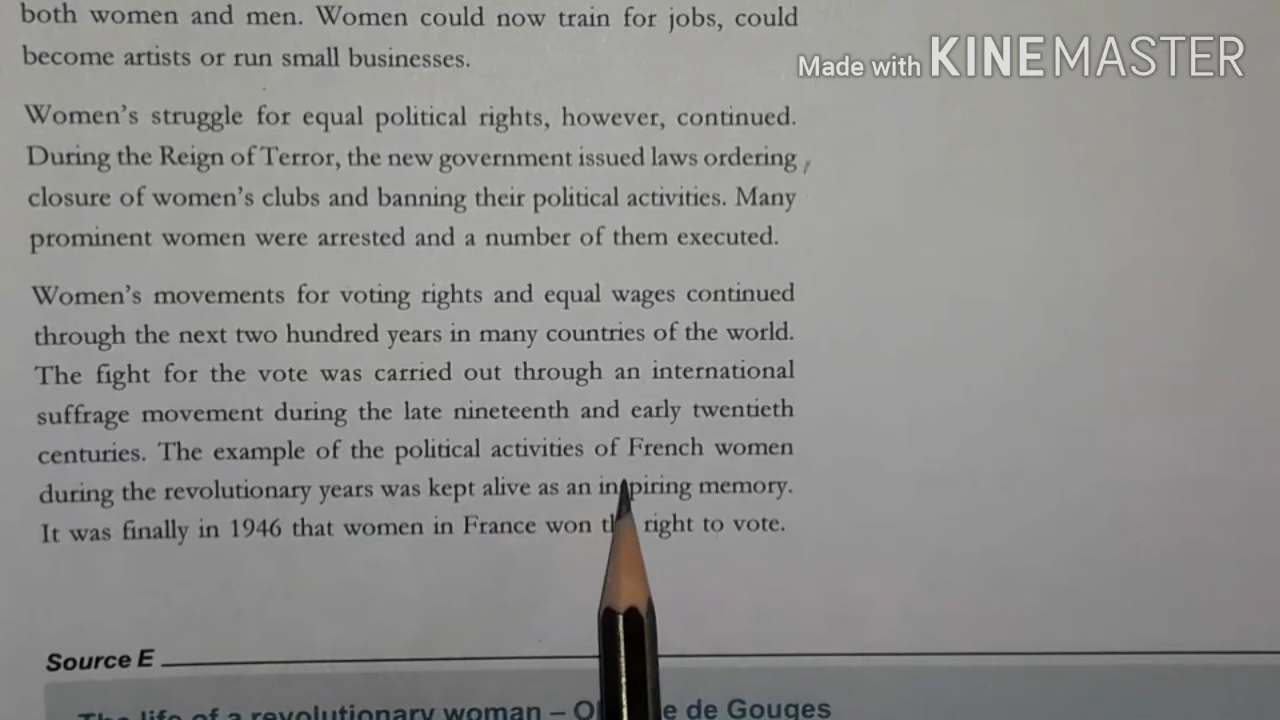 both women and men. Women could now train for jobs, could
Made with KINEMASTER
become artists or run small businesses.
Women's struggle for equal political rights, however, continued.
During the Reign of Terror, the new government issued laws ordering
closure of women's clubs and banning their political activities. Many
prominent women were arrested and a number of them executed.
Women's movements for voting rights and equal wages continued
through the next two hundred years in many countries of the world.
The fight for the vote was carried out through an international
suffrage movement during the late nineteenth and early twentieth
centuries. The example of the political activities of French women
during the revolutionary years was kept alive as an inspiring memory.
It was finally in 1946 that women in France won the right to vote.
Source E
The life of a revolutionary woman – de Gouges